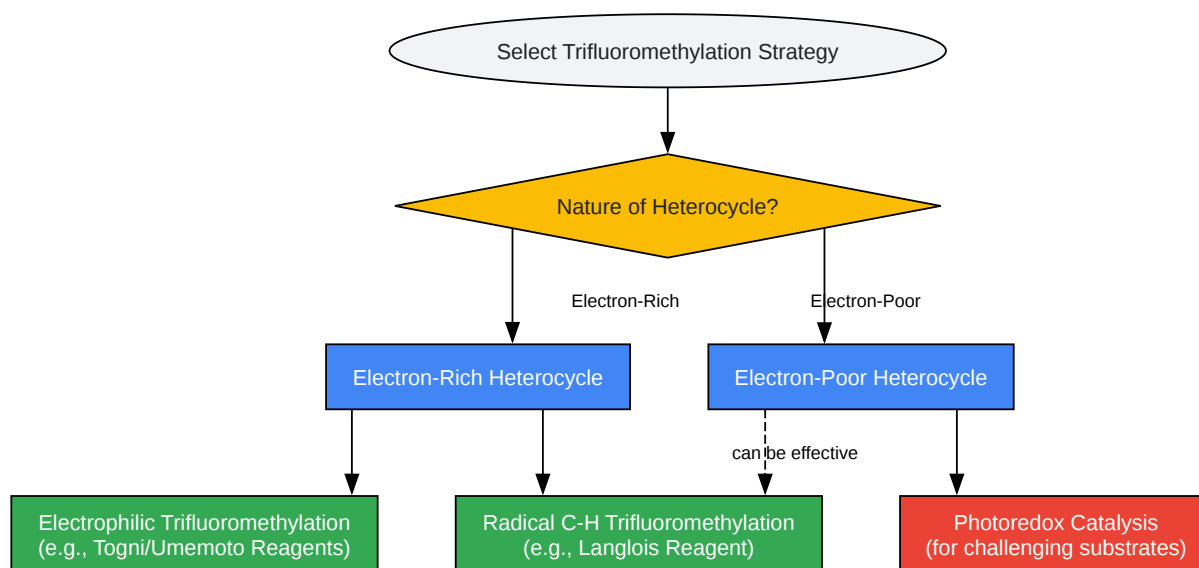 Select Trifluoromethylation Strategy
Nature of Heterocycle?
Electron-Rich
Electron-Poor
Electron-Rich Heterocycle
Electron-Poor Heterocycle
can be effective
Electrophilic Trifluoromethylation
(e.g., Togni/Umemoto Reagents)
Radical C-H Trifluoromethylation
(e.g., Langlois Reagent)
Photoredox Catalysis
(for challenging substrates)